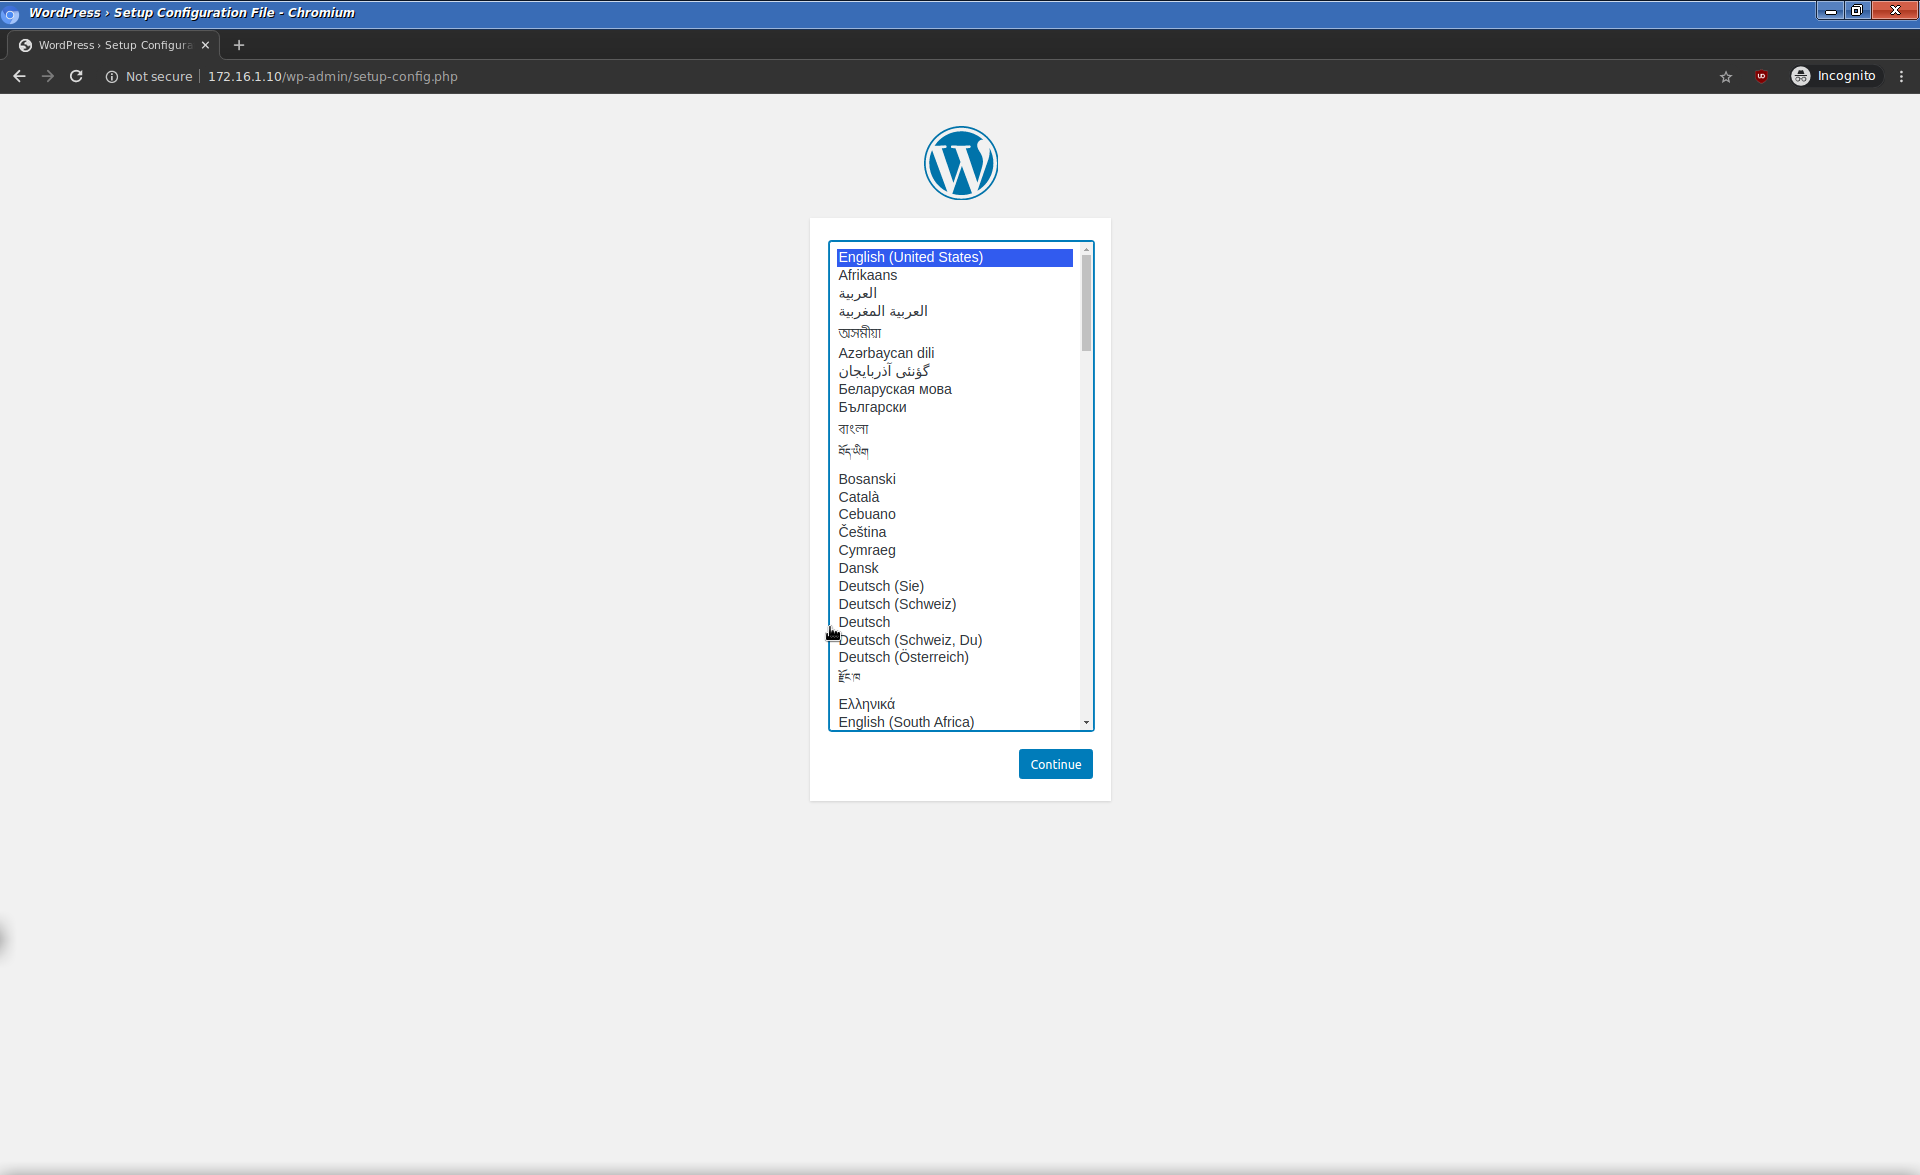 WordPress › Setup Configuration File - Chromium
WordPress › Setup Configura
Not secure
172.16.1.10/wp-admin/setup-config.php
Incognito
English (United States)
Afrikaans
العربية
العربية المغربية
অসমীয়া
Azərbaycan dili
گؤنئی آذربایجان
Беларуская мова
Български
বাংলা
བོད་ཡིག
Bosanski
Català
Cebuano
Čeština
Cymraeg
Dansk
Deutsch (Sie)
Deutsch (Schweiz)
Deutsch
Deutsch (Schweiz, Du)
Deutsch (Österreich)
རྫོང་ཁ
Ελληνικά
English (South Africa)
Continue